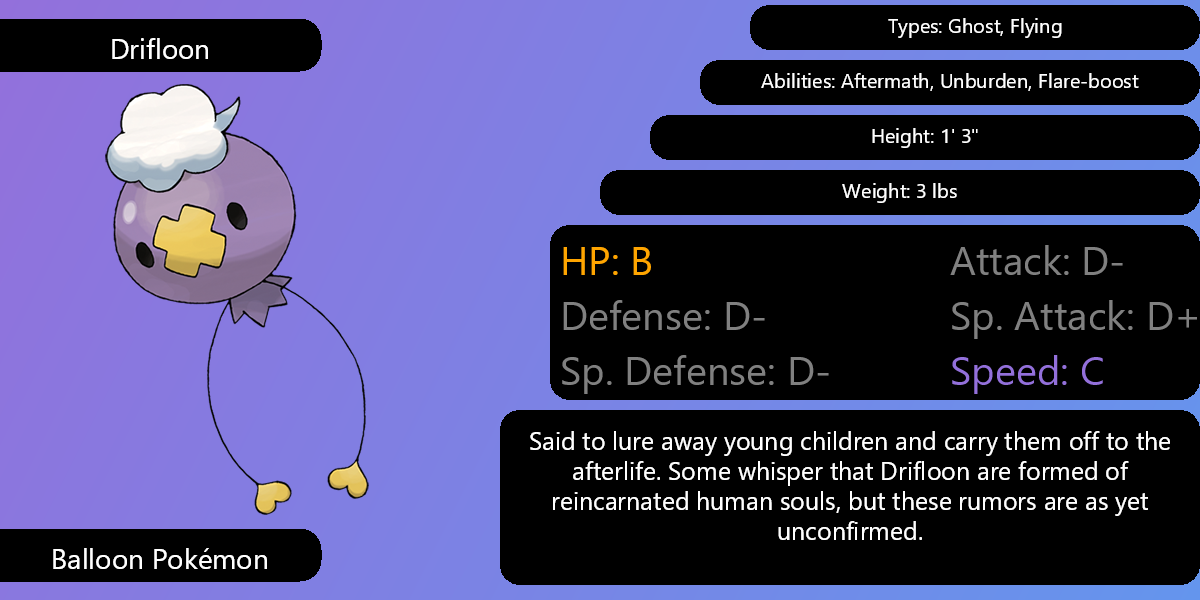 Drifloon
Types: Ghost, Flying
Abilities: Aftermath, Unburden, Flare-boost
Height: 1' 3"
Weight: 3 lbs
HP: B
Attack: D-
Defense: D-
Sp. Attack: D+
Sp. Defense: D-
Speed: C
Said to lure away young children and carry them off to the
afterlife. Some whisper that Drifloon are formed of
reincarnated human souls, but these rumors are as yet
unconfirmed.
Balloon Pokémon